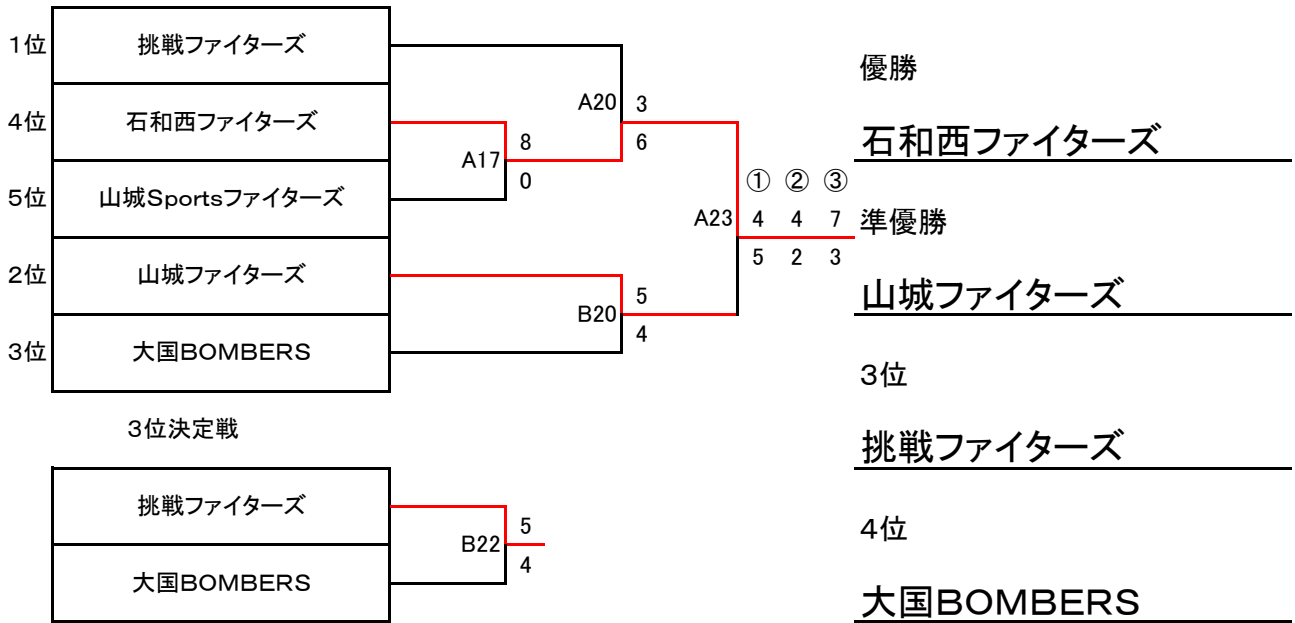 1位 挑戦ファイターズ
4位 石和西ファイターズ
5位 山城Sportsファイターズ
2位 山城ファイターズ
3位 大国BOMBERS
A17
8
0
A20
3
6
B20
5
4
A23
① ② ③
4 4 7
5 2 3
3位決定戦
挑戦ファイターズ
大国BOMBERS
B22
5
4
優勝
石和西ファイターズ
準優勝
山城ファイターズ
3位
挑戦ファイターズ
4位
大国BOMBERS